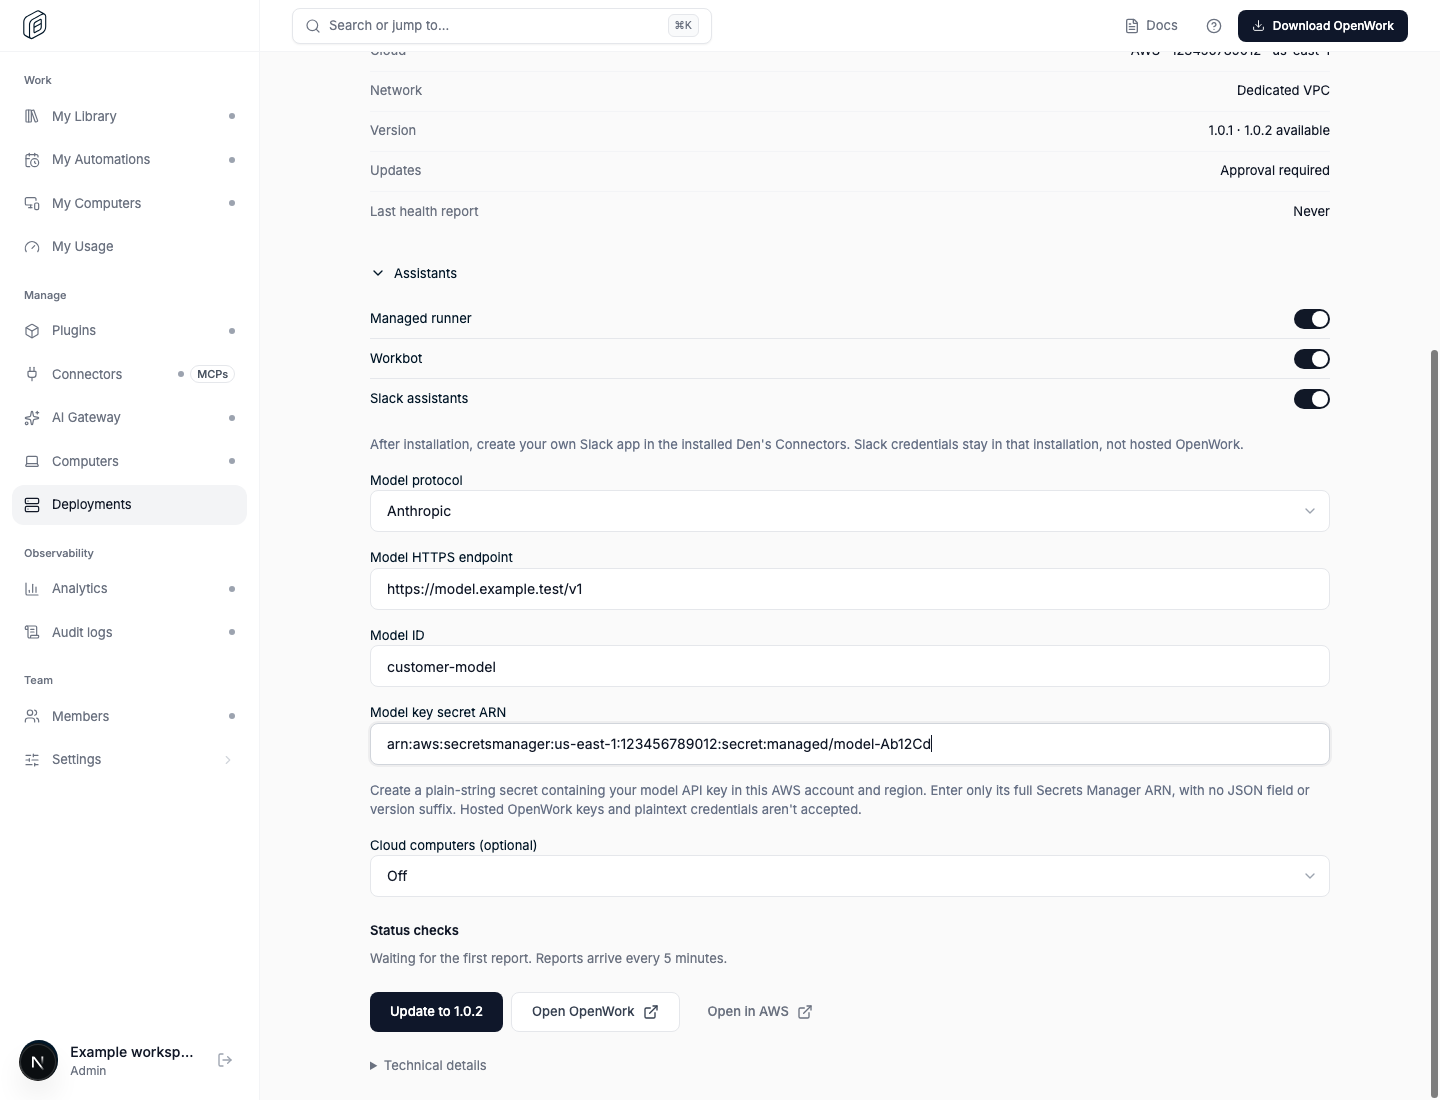 Search or jump to...
⌘K
Docs
Download OpenWork
Work
My Library
My Automations
My Computers
My Usage
Manage
Plugins
Connectors
MCPs
AI Gateway
Computers
Deployments
Observability
Analytics
Audit logs
Team
Members
Settings
Example worksp...
Admin
Network
Dedicated VPC
Version
1.0.1 · 1.0.2 available
Updates
Approval required
Last health report
Never
Assistants
Managed runner
Workbot
Slack assistants
After installation, create your own Slack app in the installed Den's Connectors. Slack credentials stay in that installation, not hosted OpenWork.
Model protocol
Anthropic
Model HTTPS endpoint
https://model.example.test/v1
Model ID
customer-model
Model key secret ARN
arn:aws:secretsmanager:us-east-1:123456789012:secret:managed/model-Ab12Cd
Create a plain-string secret containing your model API key in this AWS account and region. Enter only its full Secrets Manager ARN, with no JSON field or
version suffix. Hosted OpenWork keys and plaintext credentials aren't accepted.
Cloud computers (optional)
Off
Status checks
Waiting for the first report. Reports arrive every 5 minutes.
Update to 1.0.2
Open OpenWork
Open in AWS
Technical details